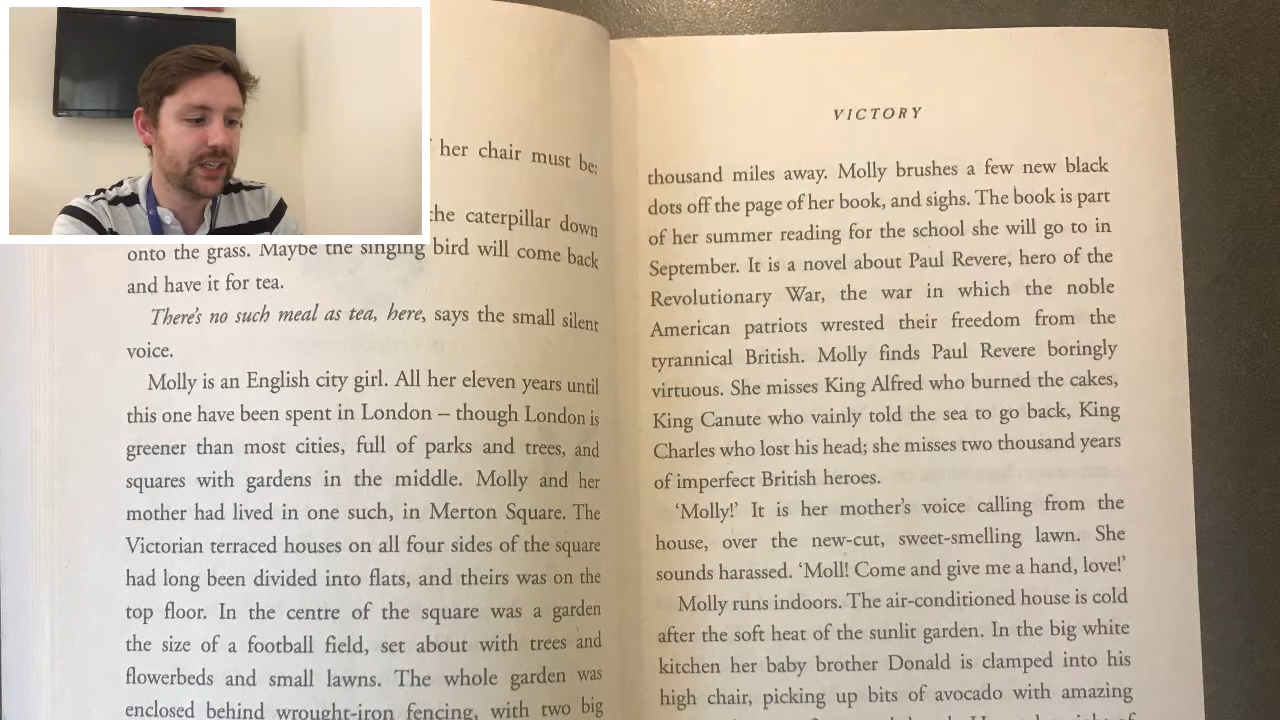 her chair must be:
the caterpillar down
onto the grass. Maybe the singing bird will come back
and have it for tea.
There's no such meal as tea, here, says the small silent
voice.
Molly is an English city girl. All her eleven years until
this one have been spent in London – though London is
greener than most cities, full of parks and trees, and
squares with gardens in the middle. Molly and her
mother had lived in one such, in Merton Square. The
Victorian terraced houses on all four sides of the square
had long been divided into flats, and theirs was on the
top floor. In the centre of the square was a garden
the size of a football field, set about with trees and
flowerbeds and small lawns. The whole garden was
enclosed behind wrought-iron fencing, with two big
VICTORY
thousand miles away. Molly brushes a few new black
dots off the page of her book, and sighs. The book is part
of her summer reading for the school she will go to in
September. It is a novel about Paul Revere, hero of the
Revolutionary War, the war in which the noble
American patriots wrested their freedom from the
tyrannical British. Molly finds Paul Revere boringly
virtuous. She misses King Alfred who burned the cakes,
King Canute who vainly told the sea to go back, King
Charles who lost his head; she misses two thousand years
of imperfect British heroes.
‘Molly!’ It is her mother's voice calling from the
house, over the new-cut, sweet-smelling lawn. She
sounds harassed. ‘Moll! Come and give me a hand, love!’
Molly runs indoors. The air-conditioned house is cold
after the soft heat of the sunlit garden. In the big white
kitchen her baby brother Donald is clamped into his
high chair, picking up bits of avocado with amazing